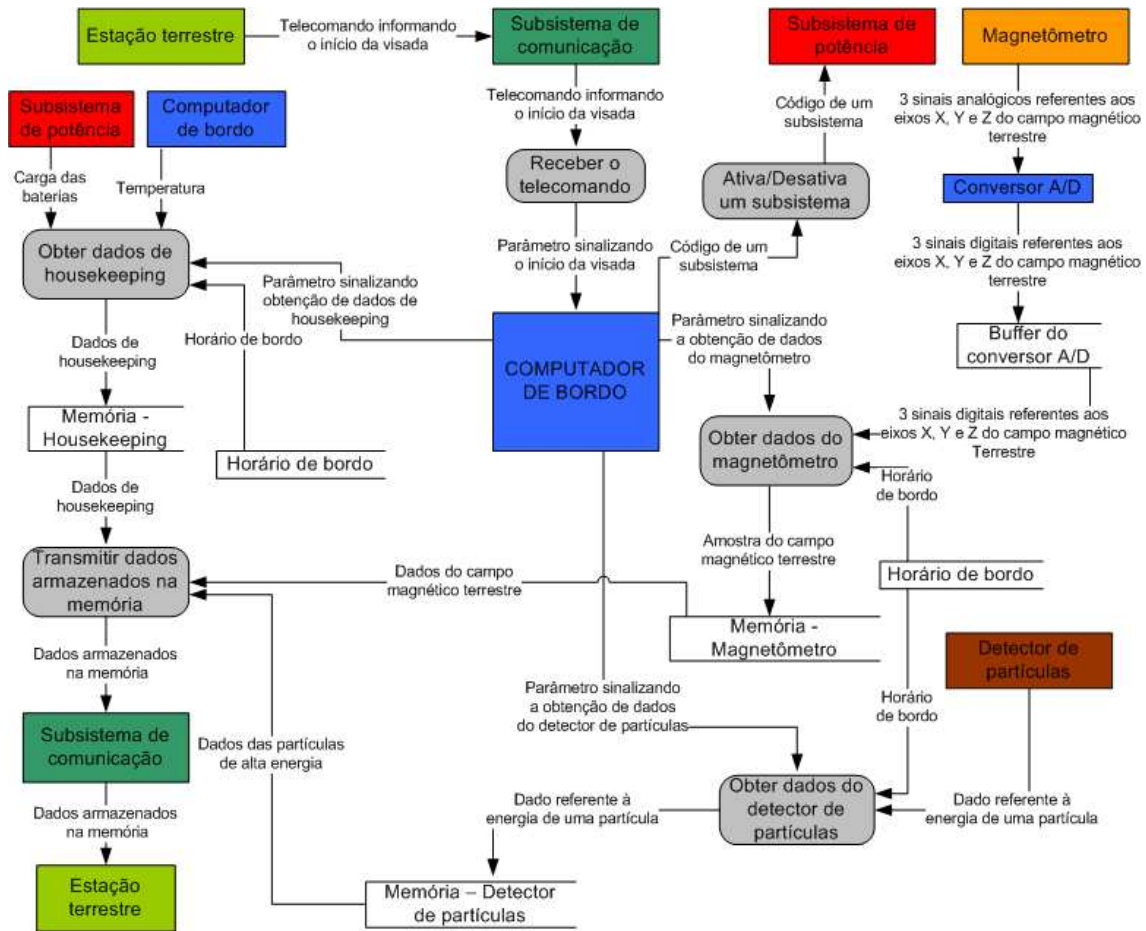 Estação terrestre
Telecomando informando
o início da visada
Subsistema de
comunicação
Subsistema de
potência
Magnetômetro
Subsistema
de potência
Computador
de bordo
Telecomando informando
o início da visada
Código de um
subsistema
3 sinais analógicos referentes aos
eixos X, Y e Z do campo magnético
terrestre
Carga das
baterias
Temperatura
Receber o
telecomando
Ativa/Desativa
um subsistema
Conversor A/D
Obter dados de
housekeeping
Parâmetro sinalizando
o início da visada
Código de um
subsistema
3 sinais digitais referentes aos
eixos X, Y e Z do campo magnético
terrestre
Parâmetro sinalizando
obtenção de dados de
housekeeping
Dados de
housekeeping
Horário de bordo
COMPUTADOR
DE BORDO
Parâmetro sinalizando
a obtenção de dados
do magnetômetro
Buffer do
conversor A/D
Memória -
Housekeeping
Horário de bordo
Obter dados do
magnetômetro
3 sinais digitais referentes aos
eixos X, Y e Z do campo magnético
Terrestre
Dados de
housekeeping
Horário
de bordo
Amostra do campo
magnético terrestre
Transmitir dados
armazenados na
memória
Dados do campo
magnético terrestre
Horário de bordo
Memória -
Magnetômetro
Detector de
partículas
Dados armazenados
na memória
Parâmetro sinalizando
a obtenção de dados
do detector de partículas
Horário
de bordo
Subsistema de
comunicação
Dados das partículas
de alta energia
Obter dados do
detector de
partículas
Dado referente à
energia de uma partícula
Dado referente à
energia de uma partícula
Dados armazenados
na memória
Estação
terrestre
Memória – Detector
de partículas